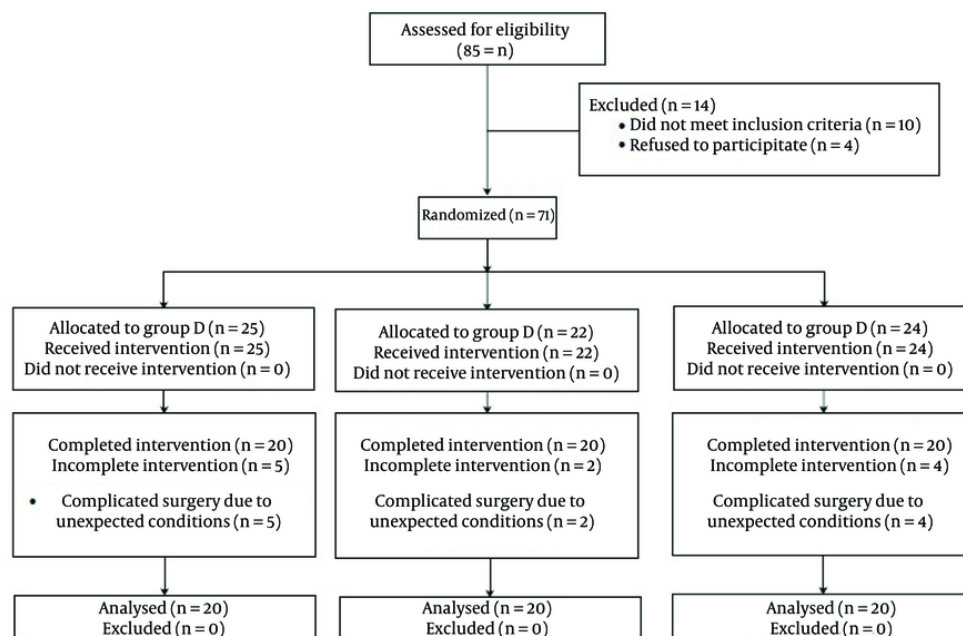 Assessed for eligibility
(85 = n)
Excluded (n = 14)
• Did not meet inclusion criteria (n = 10)
• Refused to participitate (n = 4)
Randomized (n = 71)
Allocated to group D (n = 25)
Received intervention (n = 25)
Did not receive intervention (n = 0)
Allocated to group D (n = 22)
Received intervention (n = 22)
Did not receive intervention (n = 0)
Allocated to group D (n = 24)
Received intervention (n = 24)
Did not receive intervention (n = 0)
Completed intervention (n = 20)
Incomplete intervention (n = 5)
• Complicated surgery due to
unexpected conditions (n = 5)
Completed intervention (n = 20)
Incomplete intervention (n = 2)
Complicated surgery due to
unexpected conditions (n = 2)
Completed intervention (n = 20)
Incomplete intervention (n = 4)
Complicated surgery due to
unexpected conditions (n = 4)
Analysed (n = 20)
Excluded (n = 0)
Analysed (n = 20)
Excluded (n = 0)
Analysed (n = 20)
Excluded (n = 0)